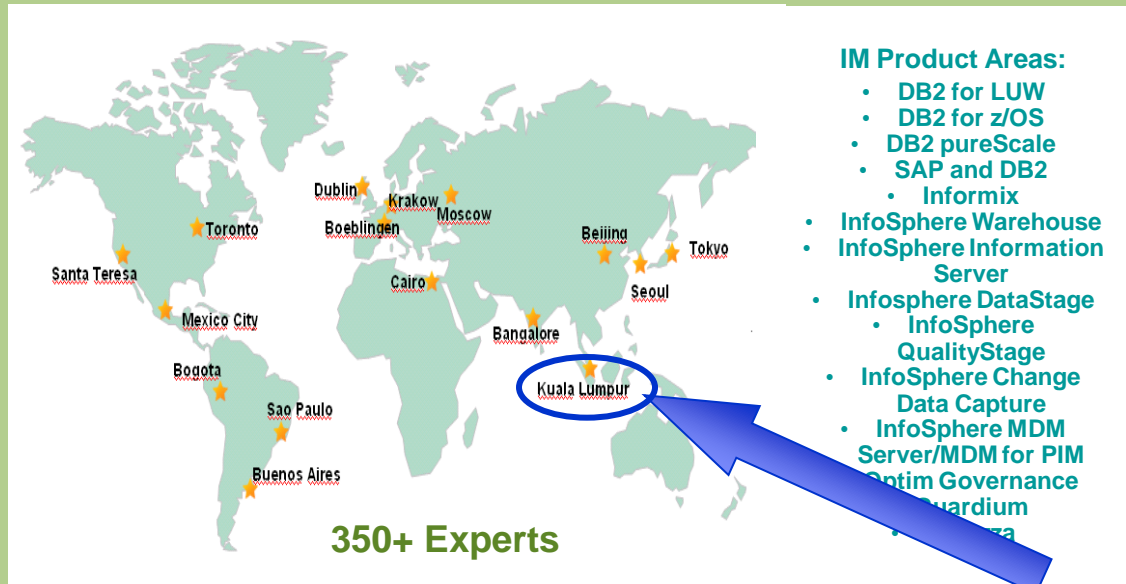 Dublin
Krakow
Moscow
Boeblingen
Toronto
Beijing
Tokyo
Santa Teresa
Cairo
Seoul
Mexico City
Bangalore
Bogota
Kuala Lumpur
Sao Paulo
Buenos Aires
350+ Experts
IM Product Areas:
• DB2 for LUW
• DB2 for z/OS
• DB2 pureScale
• SAP and DB2
• Informix
• InfoSphere Warehouse
• InfoSphere Information
Server
• Infosphere DataStage
• InfoSphere
QualityStage
• InfoSphere Change
Data Capture
• InfoSphere MDM
Server/MDM for PIM
Governance